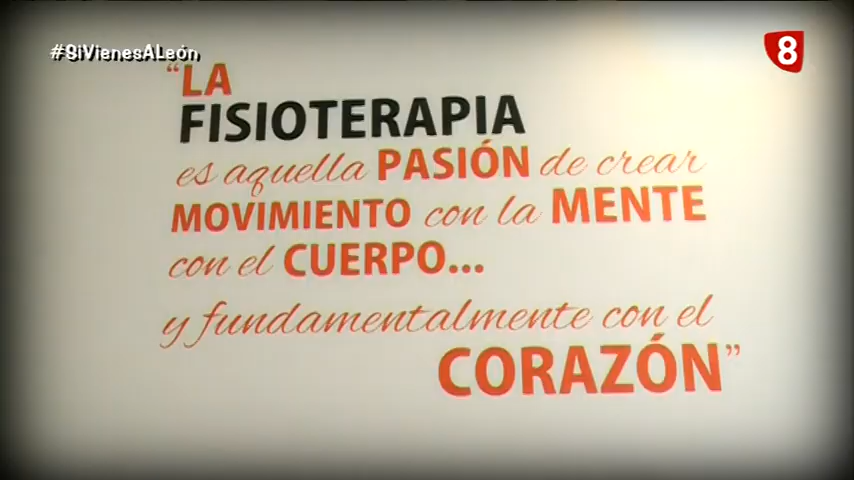 #SiVienesALeón
8
“LA
FISIOTERAPIA
es aquella PASIÓN de crear
MOVIMIENTO con la MENTE
con el CUERPO...
y fundamentalmente con el
CORAZÓN”